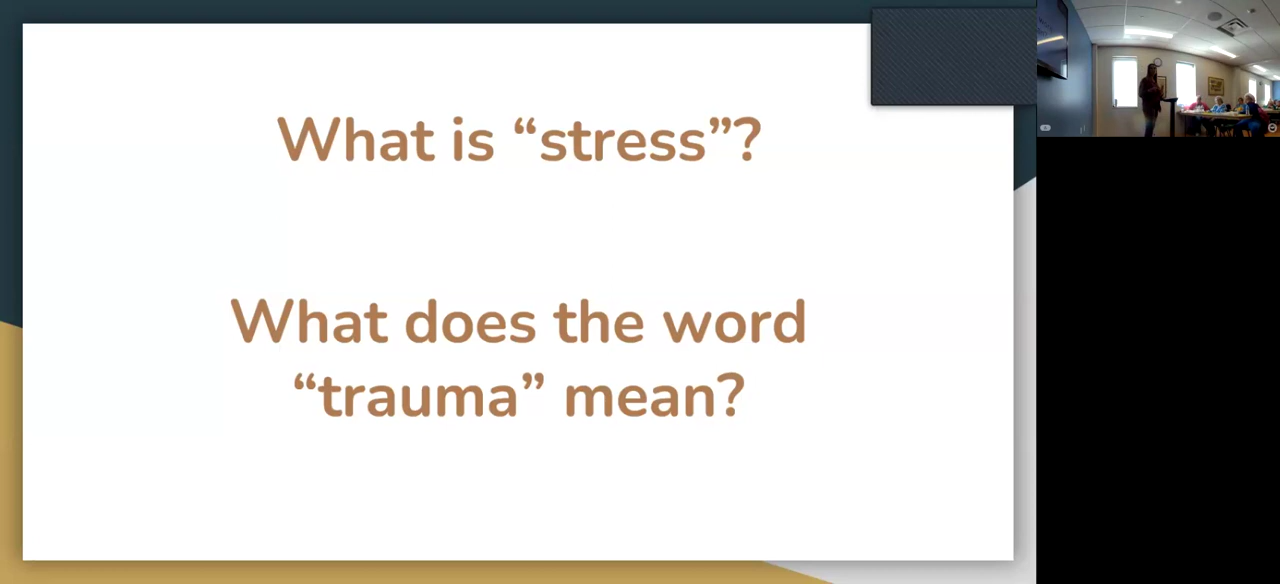 What is “stress”?
What does the word
“trauma” mean?